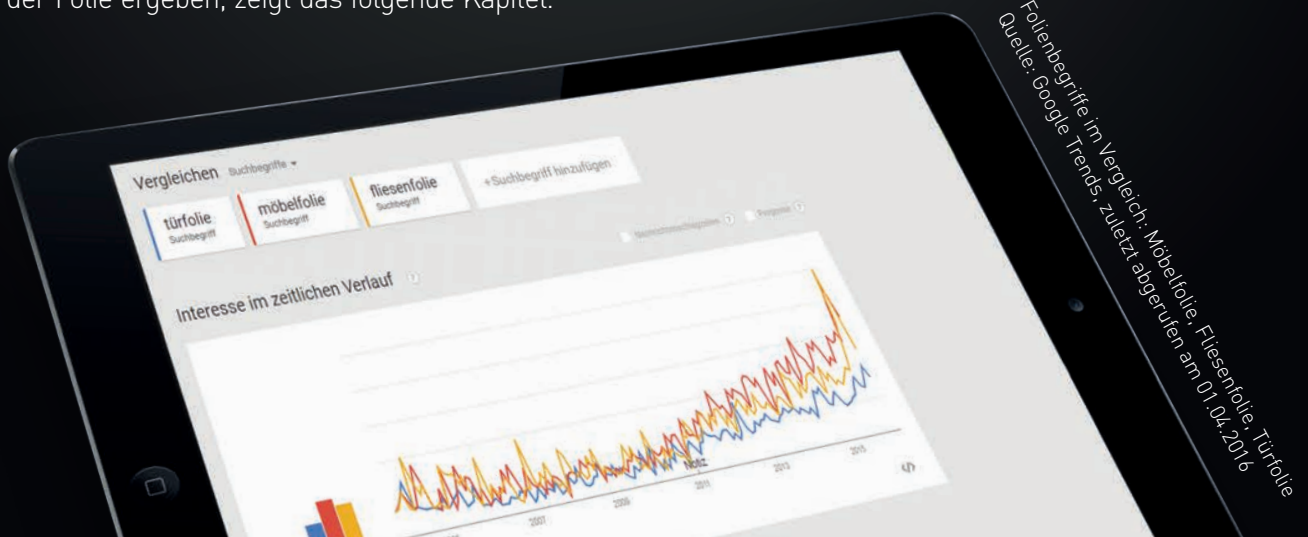 der Folie ergeben, zeigt das folgende Kapitel.
Vergleichen Suchbegriffe
türfolie
Suchbegriff
möbelfolie
Suchbegriff
fliesenfolie
Suchbegriff
+Suchbegriff hinzufügen
Prognose ?
Interesse im zeitlichen Verlauf ?
Notiz
2007
2009
2011
2013
2015
</>
Folienbegriffe im Vergleich: Möbelfolie, Fliesenfolie, Türfolie
Quelle: Google Trends, zuletzt abgerufen am 01.04.2016